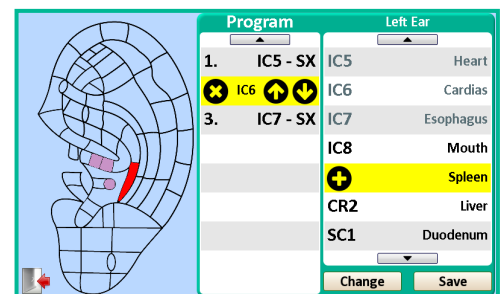 Program
Left Ear
1. IC5 - SX
IC6
3. IC7 - SX
IC5 Heart
IC6 Cardias
IC7 Esophagus
IC8 Mouth
Spleen
CR2 Liver
SC1 Duodenum
Change
Save